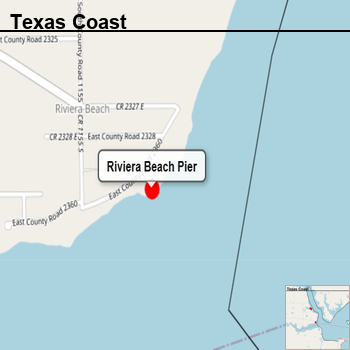 Texas Coast
East County Road 2325
South County Road 1155
CR 2327 E
Riviera Beach
CR 2328 E
East County Road 2328
CR 1155 S
Riviera Beach Pier
East County Road 2360
East County Road 2360
Texas Coast